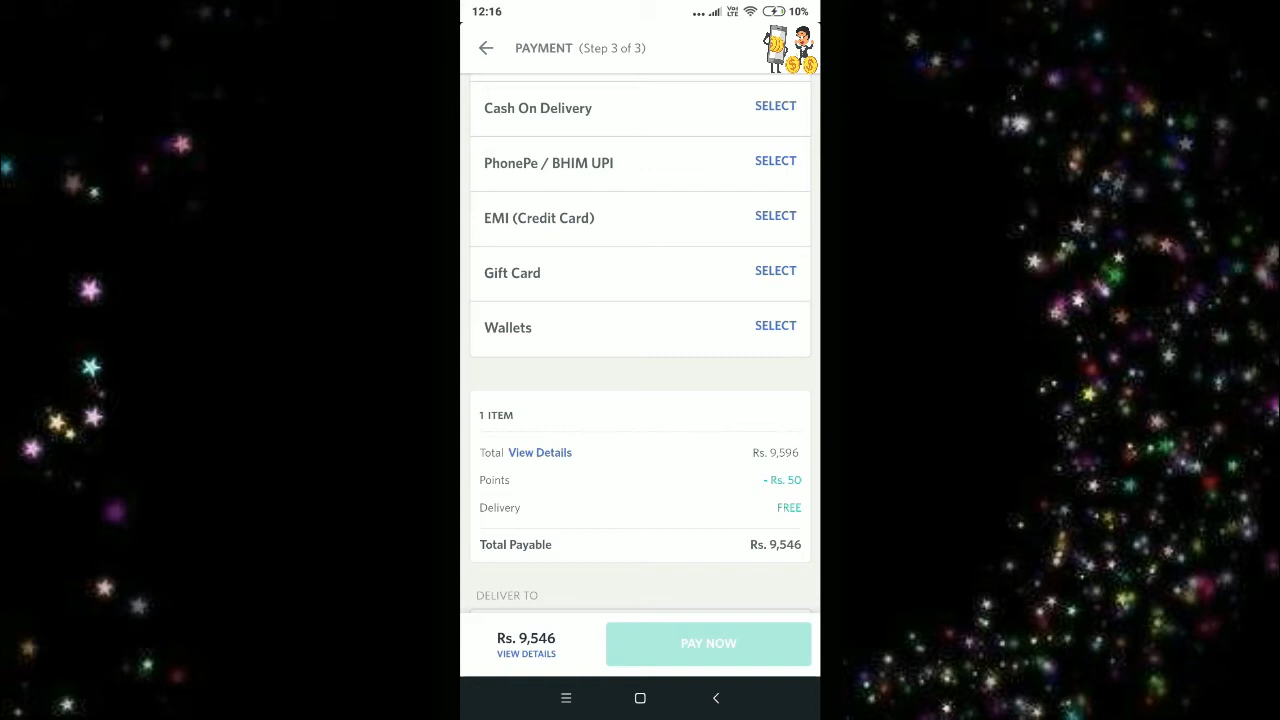 12:16
Vo) LTE 10%
PAYMENT (Step 3 of 3)
Cash On Delivery SELECT
PhonePe / BHIM UPI SELECT
EMI (Credit Card) SELECT
Gift Card SELECT
Wallets SELECT
1 ITEM
Total View Details Rs. 9,596
Points - Rs. 50
Delivery FREE
Total Payable Rs. 9,546
DELIVER TO
Rs. 9,546
VIEW DETAILS
PAY NOW